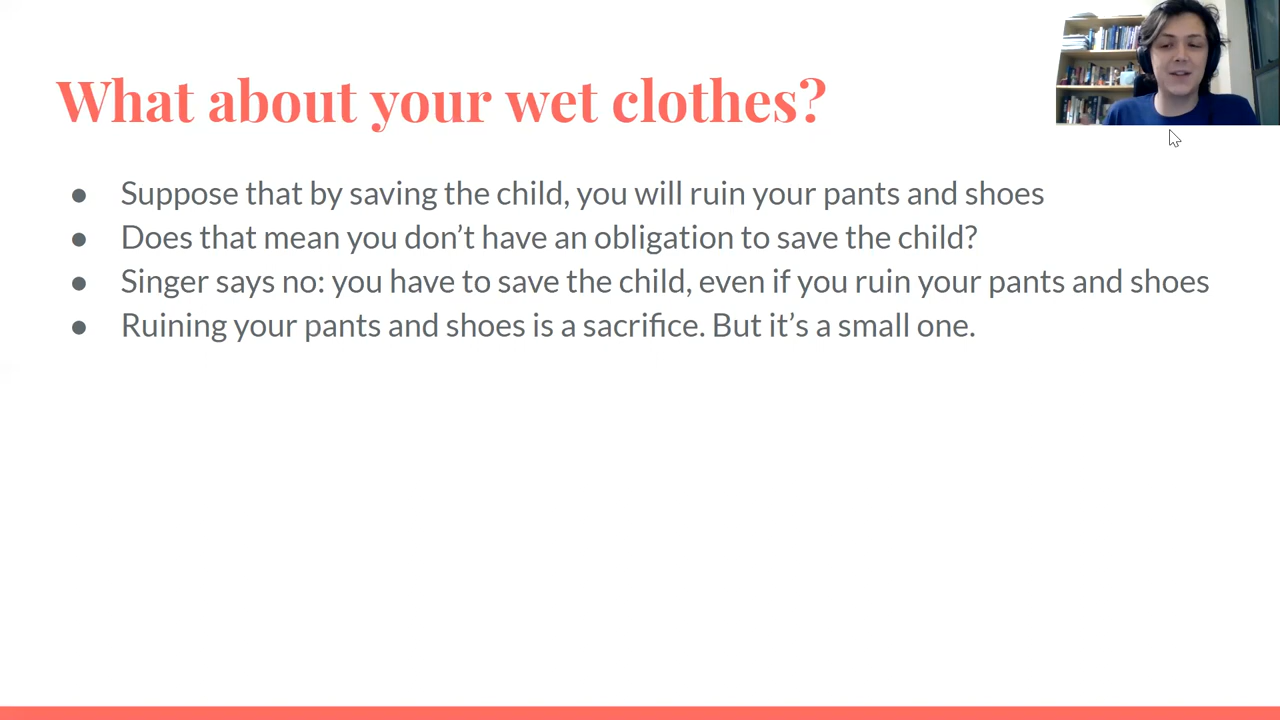 What about your wet clothes?
● Suppose that by saving the child, you will ruin your pants and shoes
● Does that mean you don’t have an obligation to save the child?
● Singer says no: you have to save the child, even if you ruin your pants and shoes
● Ruining your pants and shoes is a sacrifice. But it’s a small one.